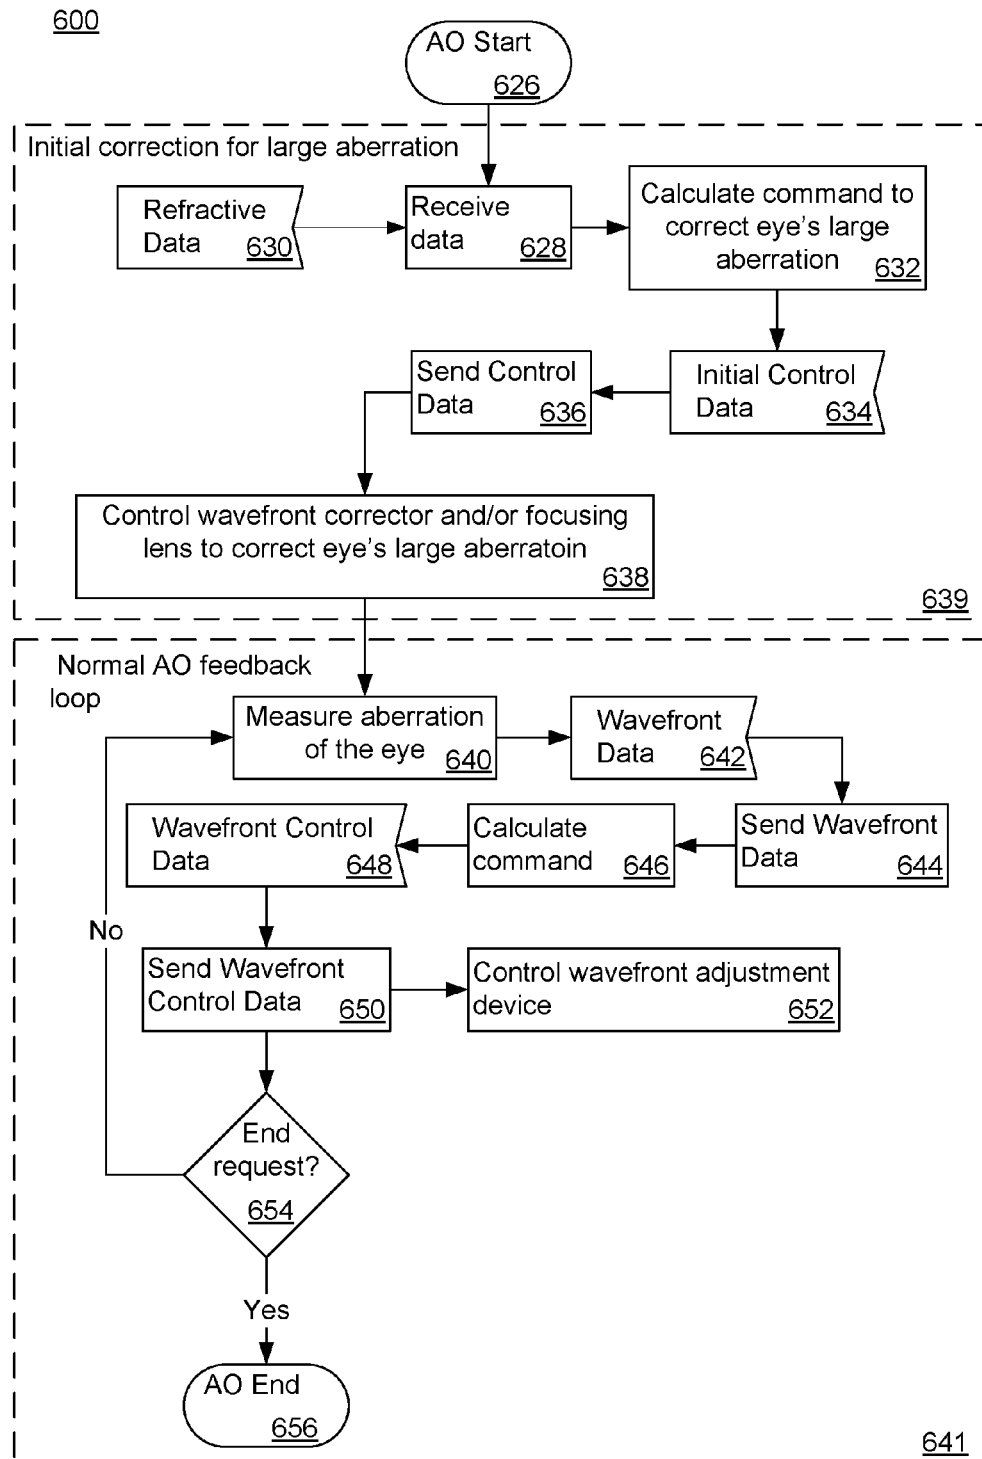 600
AO Start
626
Initial correction for large aberration
Refractive
Data
630
Receive
data
628
Calculate command to
correct eye's large
aberration
632
Send Control
Data
636
Initial Control
Data
634
Control wavefront corrector and/or focusing
lens to correct eye's large aberratoin
638
639
Normal AO feedback
loop
Measure aberration
of the eye
640
Wavefront
Data
642
Wavefront Control
Data
648
Calculate
command
646
Send Wavefront
Data
644
No
Send Wavefront
Control Data
650
Control wavefront adjustment
device
652
End
request?
654
Yes
AO End
656
641